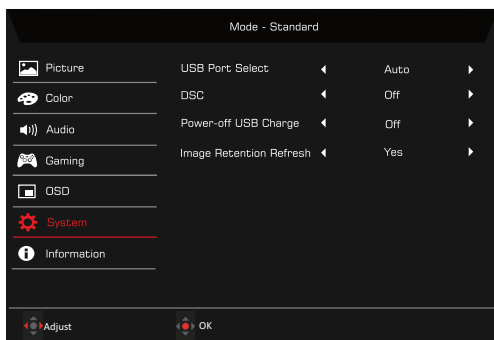 Mode - Standard
Picture
Color
Audio
Gaming
OSD
System
Information
USB Port Select Auto
DSC Off
Power-off USB Charge Off
Image Retention Refresh Yes
Adjust OK